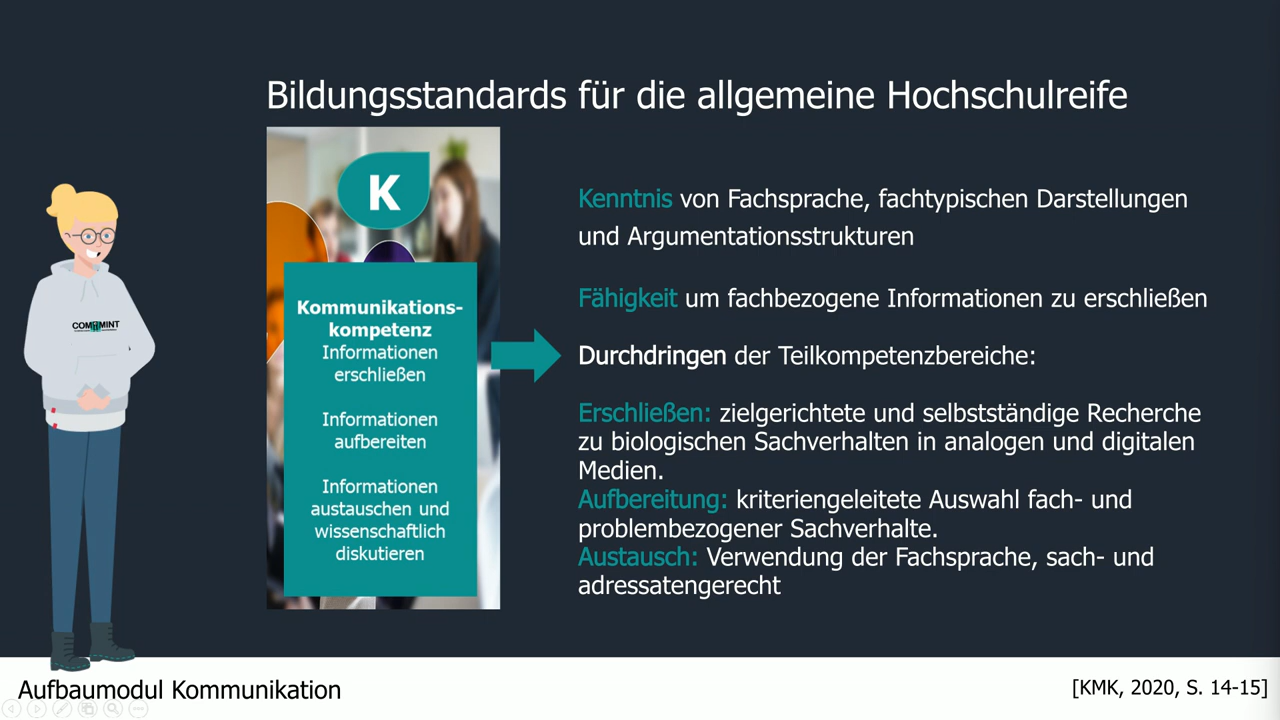 Bildungsstandards für die allgemeine Hochschulreife
K
Kommunikations-
kompetenz
Informationen
erschließen
Informationen
aufbereiten
Informationen
austauschen und
wissenschaftlich
diskutieren
Kenntnis von Fachsprache, fachtypischen Darstellungen
und Argumentationsstrukturen
Fähigkeit um fachbezogene Informationen zu erschließen
Durchdringen der Teilkompetenzbereiche:
Erschließen: zielgerichtete und selbstständige Recherche
zu biologischen Sachverhalten in analogen und digitalen
Medien.
Aufbereitung: kriteriengeleitete Auswahl fach- und
problembezogener Sachverhalte.
Austausch: Verwendung der Fachsprache, sach- und
adressatengerecht
Aufbaumodul Kommunikation
[KMK, 2020, S. 14-15]